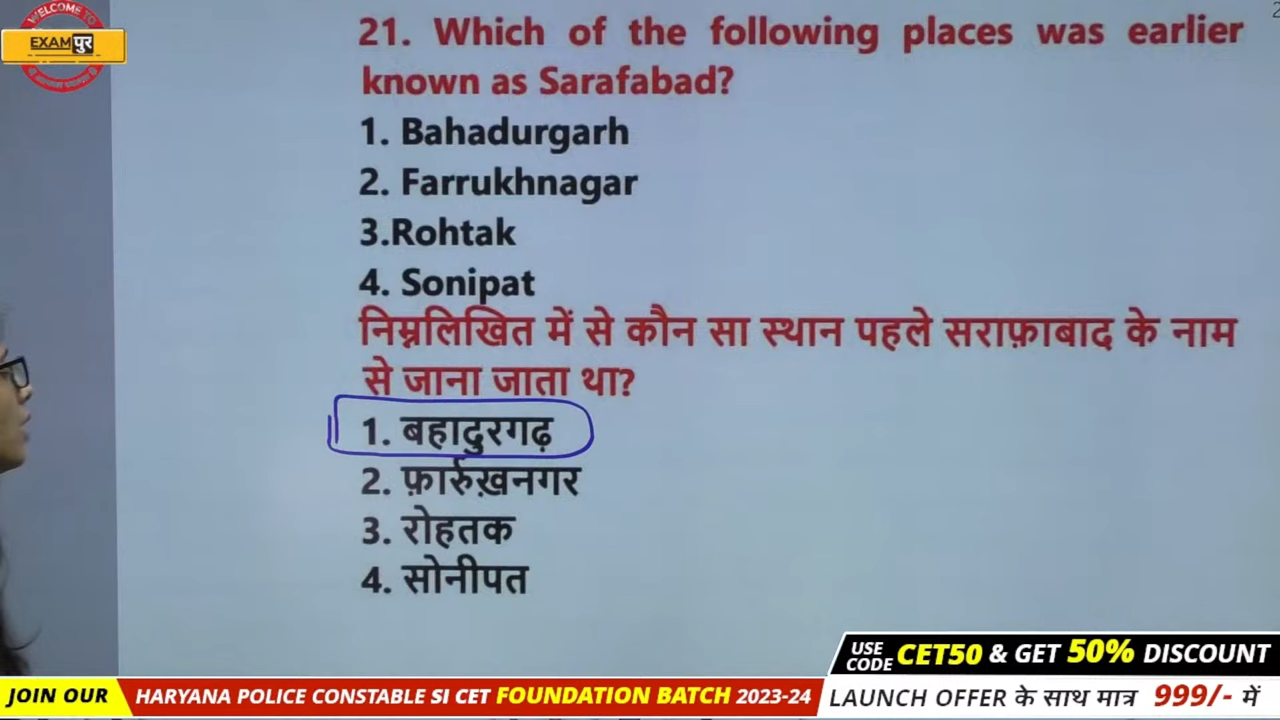 WELCOME TO
EXAMपुर
21. Which of the following places was earlier
known as Sarafabad?
1. Bahadurgarh
2. Farrukhnagar
3.Rohtak
4. Sonipat
निम्नलिखित में से कौन सा स्थान पहले सराफ़ाबाद के नाम
से जाना जाता था?
1. बहादुरगढ़
2. फ़ार्रुख़नगर
3. रोहतक
4. सोनीपत
USE CODE CET50 & GET 50% DISCOUNT
JOIN OUR HARYANA POLICE CONSTABLE SI CET FOUNDATION BATCH 2023-24 LAUNCH OFFER के साथ मात्र 999/- में